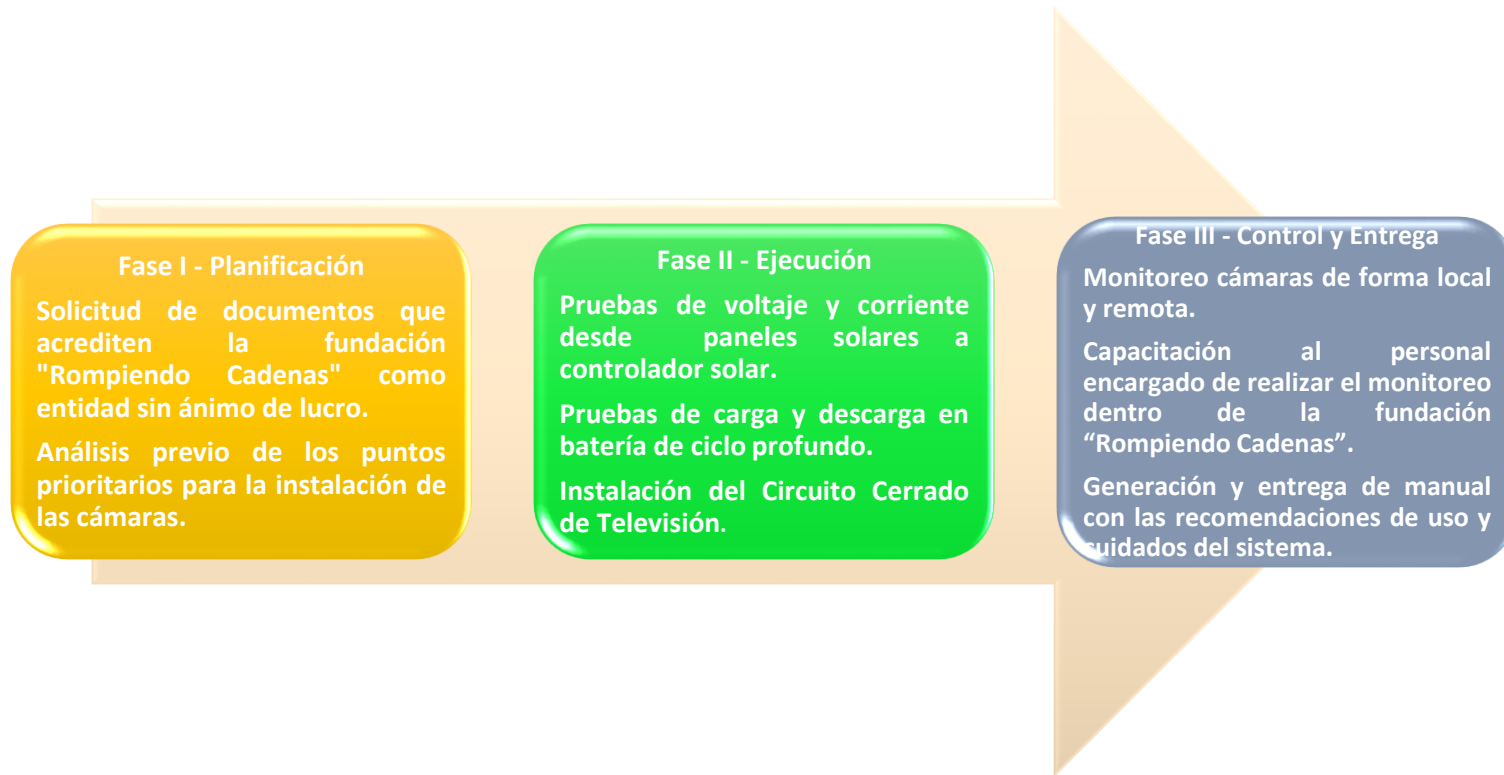 Fase I - Planificación
Solicitud de documentos que
acrediten la fundación
"Rompiendo Cadenas" como
entidad sin ánimo de lucro.
Análisis previo de los puntos
prioritarios para la instalación de
las cámaras.
Fase II - Ejecución
Pruebas de voltaje y corriente
desde paneles solares a
controlador solar.
Pruebas de carga y descarga en
batería de ciclo profundo.
Instalación del Circuito Cerrado
de Televisión.
Fase III - Control y Entrega
Monitoreo cámaras de forma local
y remota.
Capacitación al personal
encargado de realizar el monitoreo
dentro de la fundación
“Rompiendo Cadenas”.
Generación y entrega de manual
con las recomendaciones de uso y
cuidados del sistema.